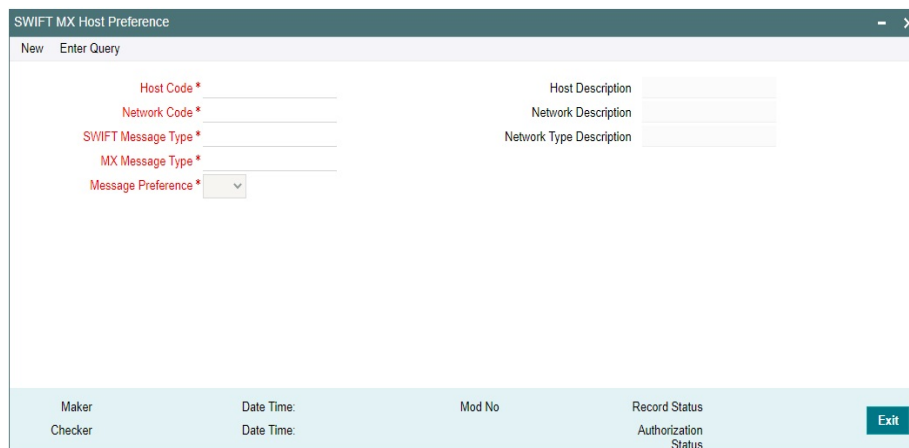 SWIFT MX Host Preference
New Enter Query
Host Code * Host Description
Network Code * Network Description
SWIFT Message Type * Network Type Description
MX Message Type *
Message Preference *
Maker Date Time: Mod No Record Status
Checker Date Time: Authorization Status
Exit